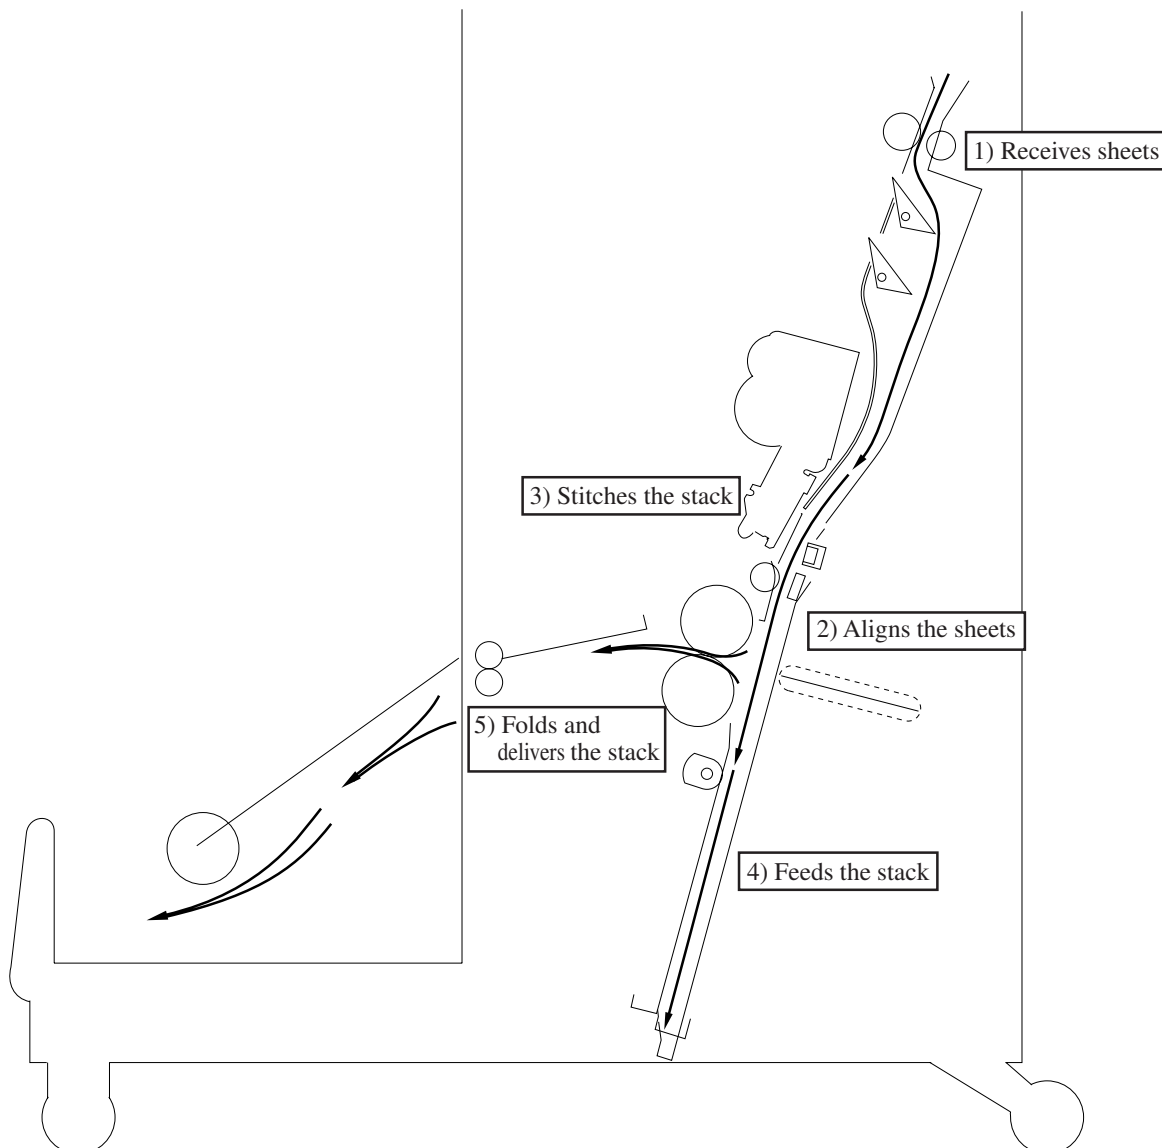 1) Receives sheets
3) Stitches the stack
2) Aligns the sheets
5) Folds and
delivers the stack
4) Feeds the stack